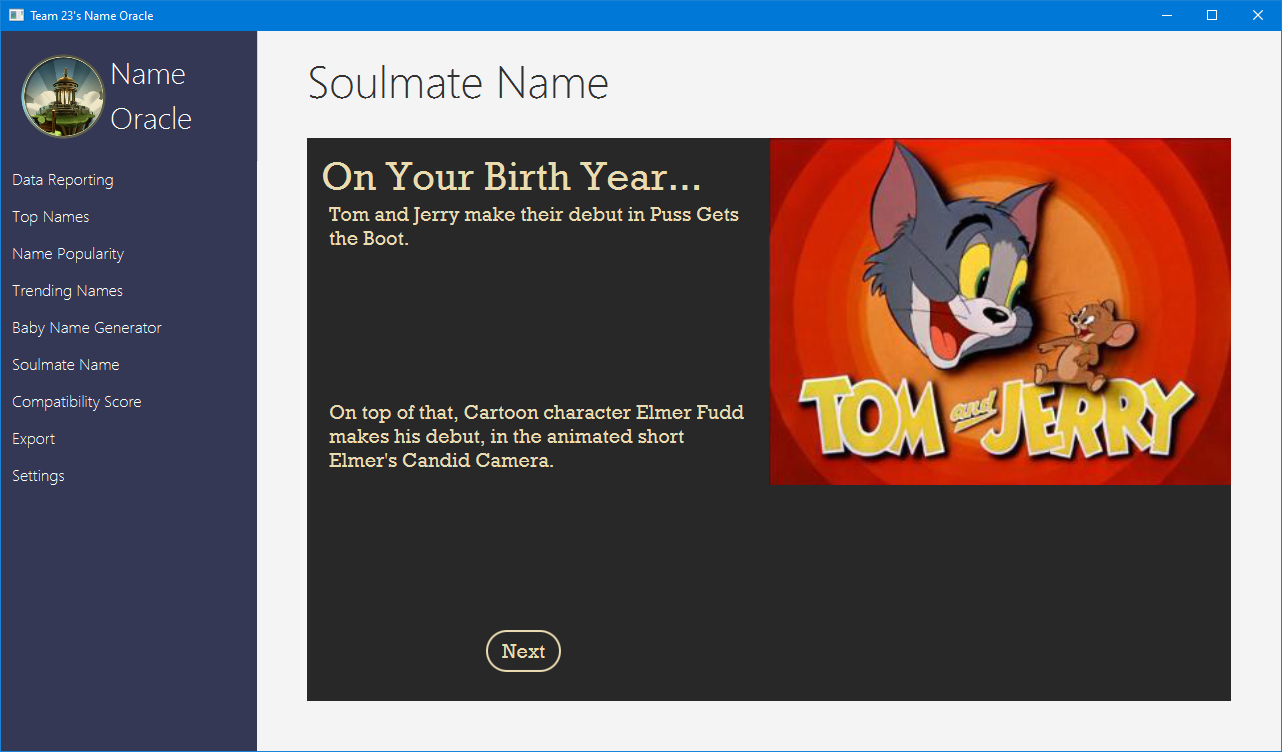 Team 23's Name Oracle
Name
Oracle
Data Reporting
Top Names
Name Popularity
Trending Names
Baby Name Generator
Soulmate Name
Compatibility Score
Export
Settings
Soulmate Name
On Your Birth Year...
Tom and Jerry make their debut in Puss Gets
the Boot.
On top of that, Cartoon character Elmer Fudd
makes his debut, in the animated short
Elmer's Candid Camera.
Next
TOM and JERRY